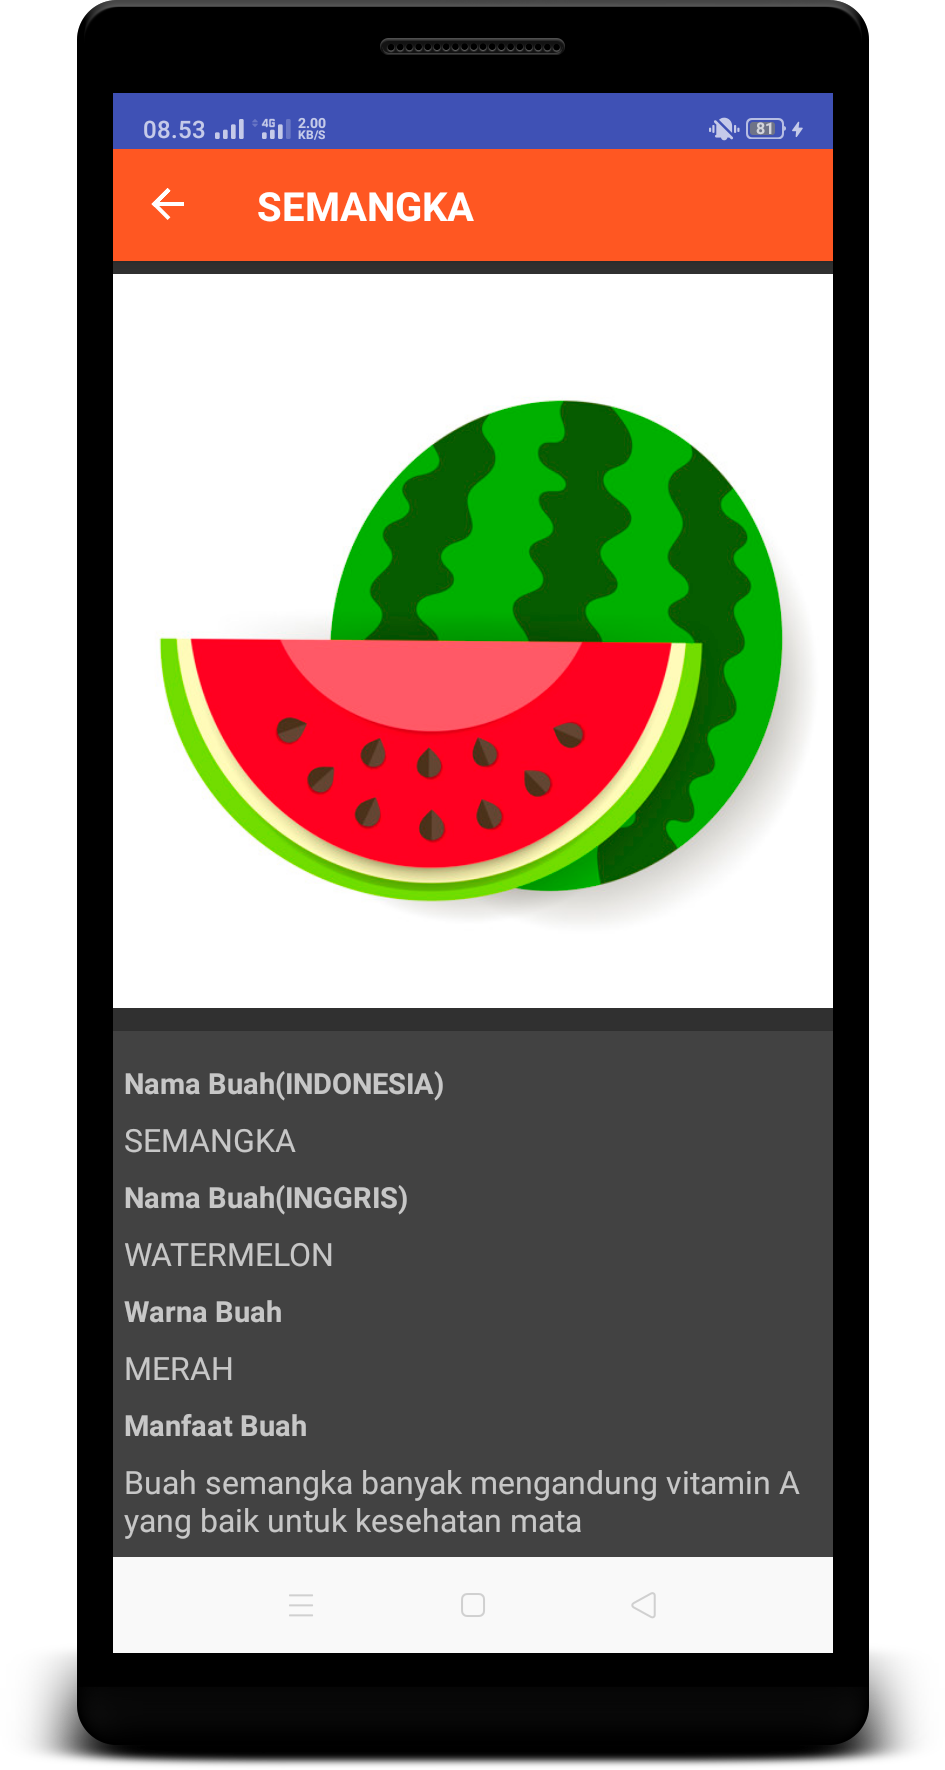 08.53 4G 2.00 KB/S 81
SEMANGKA
Nama Buah(INDONESIA)
SEMANGKA
Nama Buah(INGGRIS)
WATERMELON
Warna Buah
MERAH
Manfaat Buah
Buah semangka banyak mengandung vitamin A
yang baik untuk kesehatan mata